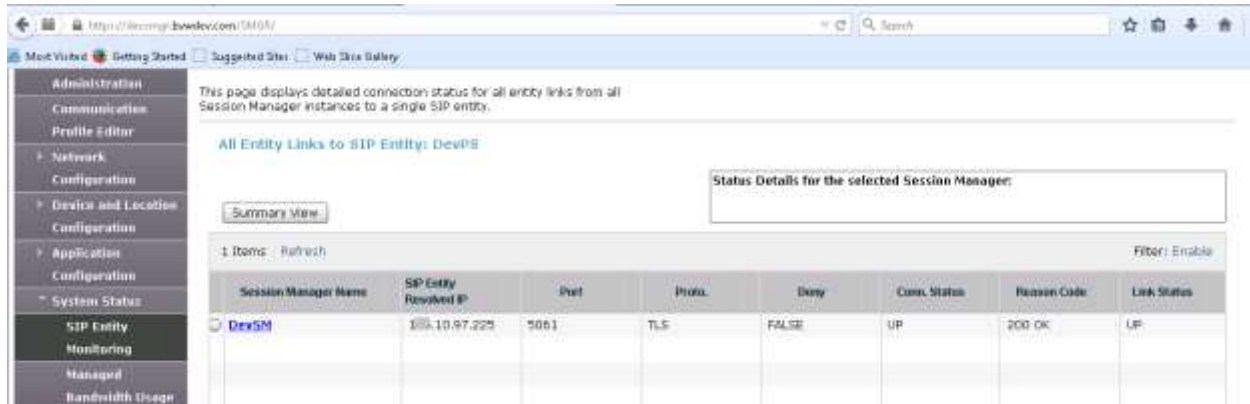 bvwdev.com/SMGR/
Search
Most Visited Getting Started Suggested Sites Web Slice Gallery
Administration
Communication
Profile Editor
Network
Configuration
Device and Location
Configuration
Application
Configuration
System Status
SIP Entity
Monitoring
Managed
Bandwidth Usage
This page displays detailed connection status for all entity links from all
Session Manager instances to a single SIP entity.
All Entity Links to SIP Entity: DevPS
Status Details for the selected Session Manager:
Summary View
1 Items Refresh
Filter: Enable
Session Manager Name SIP Entity Resolved IP Port Proto. Deny Conn. Status Reason Code Link Status
DevSM .10.97.225 5061 TLS FALSE UP 200 OK UP